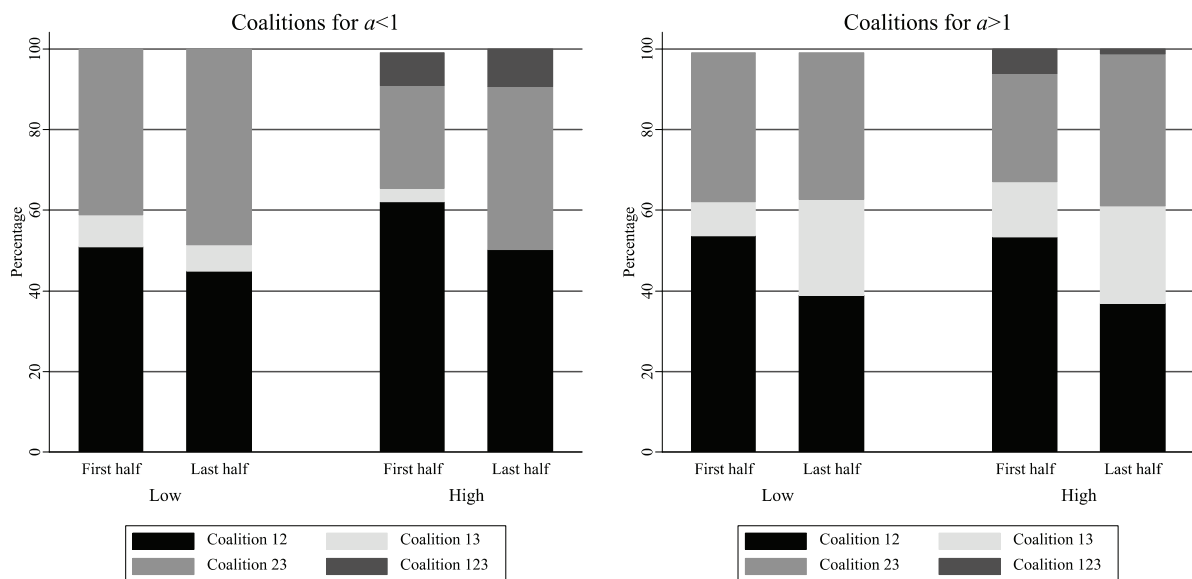 Coalitions for a<1
Percentage
100
80
60
40
20
0
First half Last half First half Last half
Low High
Coalition 12 Coalition 13
Coalition 23 Coalition 123
Coalitions for a>1
Percentage
100
80
60
40
20
0
First half Last half First half Last half
Low High
Coalition 12 Coalition 13
Coalition 23 Coalition 123